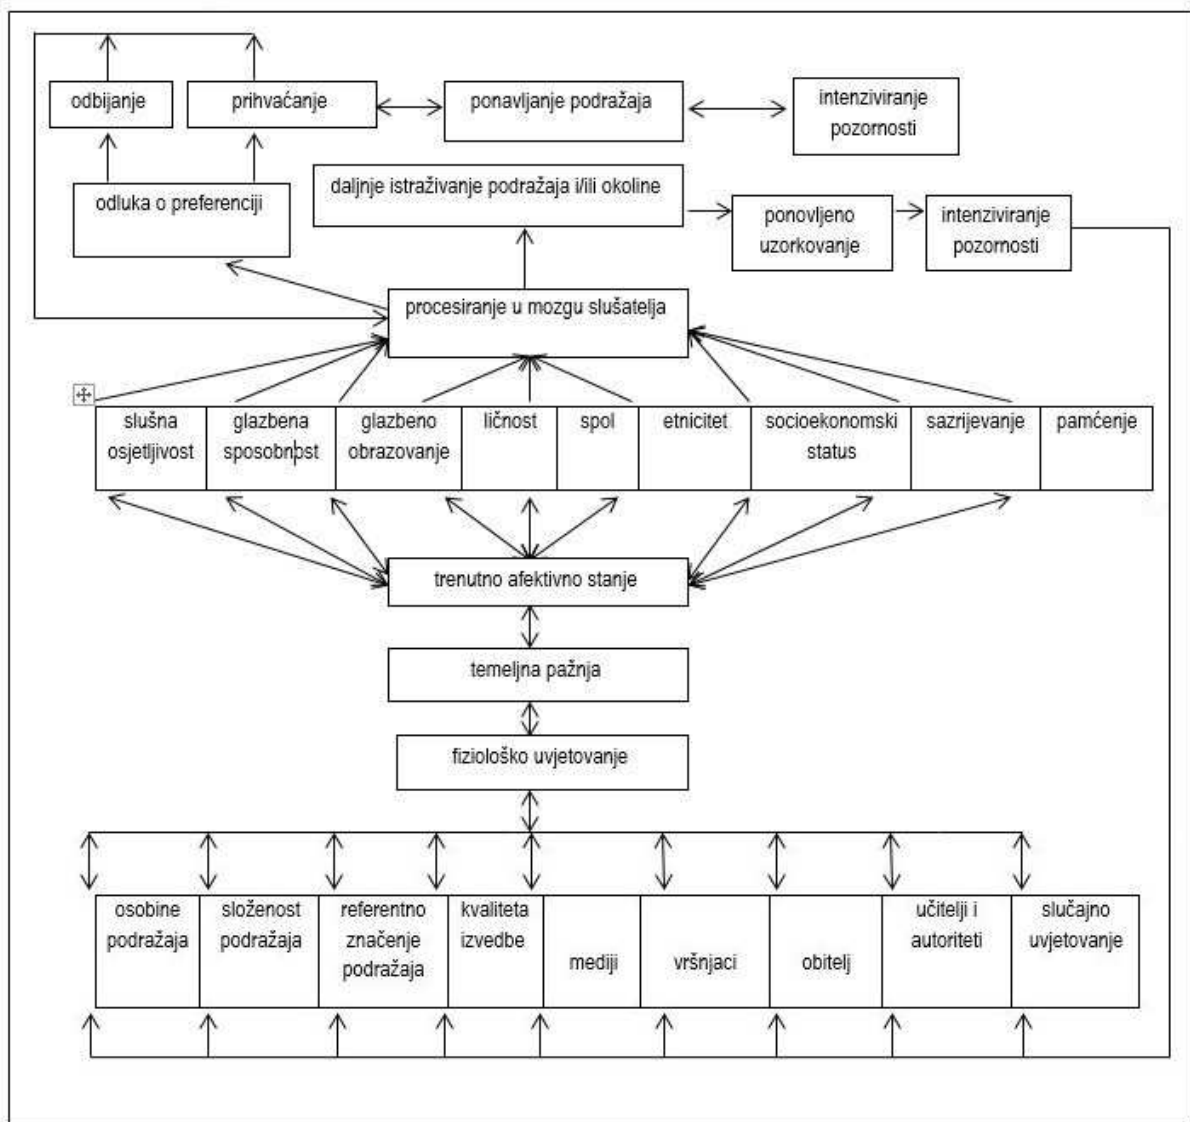 odbijanje
prihvaćanje
ponavljanje podražaja
intenziviranje
pozornosti
odluka o preferenciji
daljnje istraživanje podražaja i/ili okoline
ponovljeno
uzorkovanje
intenziviranje
pozornosti
procesiranje u mozgu slušatelja
slušna
osjetljivost
glazbena
sposobnost
glazbeno
obrazovanje
ličnost
spol
etnicitet
socioekonomski
status
sazrijevanje
pamćenje
trenutno afektivno stanje
temeljna pažnja
fiziološko uvjetovanje
osobine
podražaja
složenost
podražaja
referentno
značenje
podražaja
kvaliteta
izvedbe
mediji
vršnjaci
obitelj
učitelji i
autoriteti
slučajno
uvjetovanje